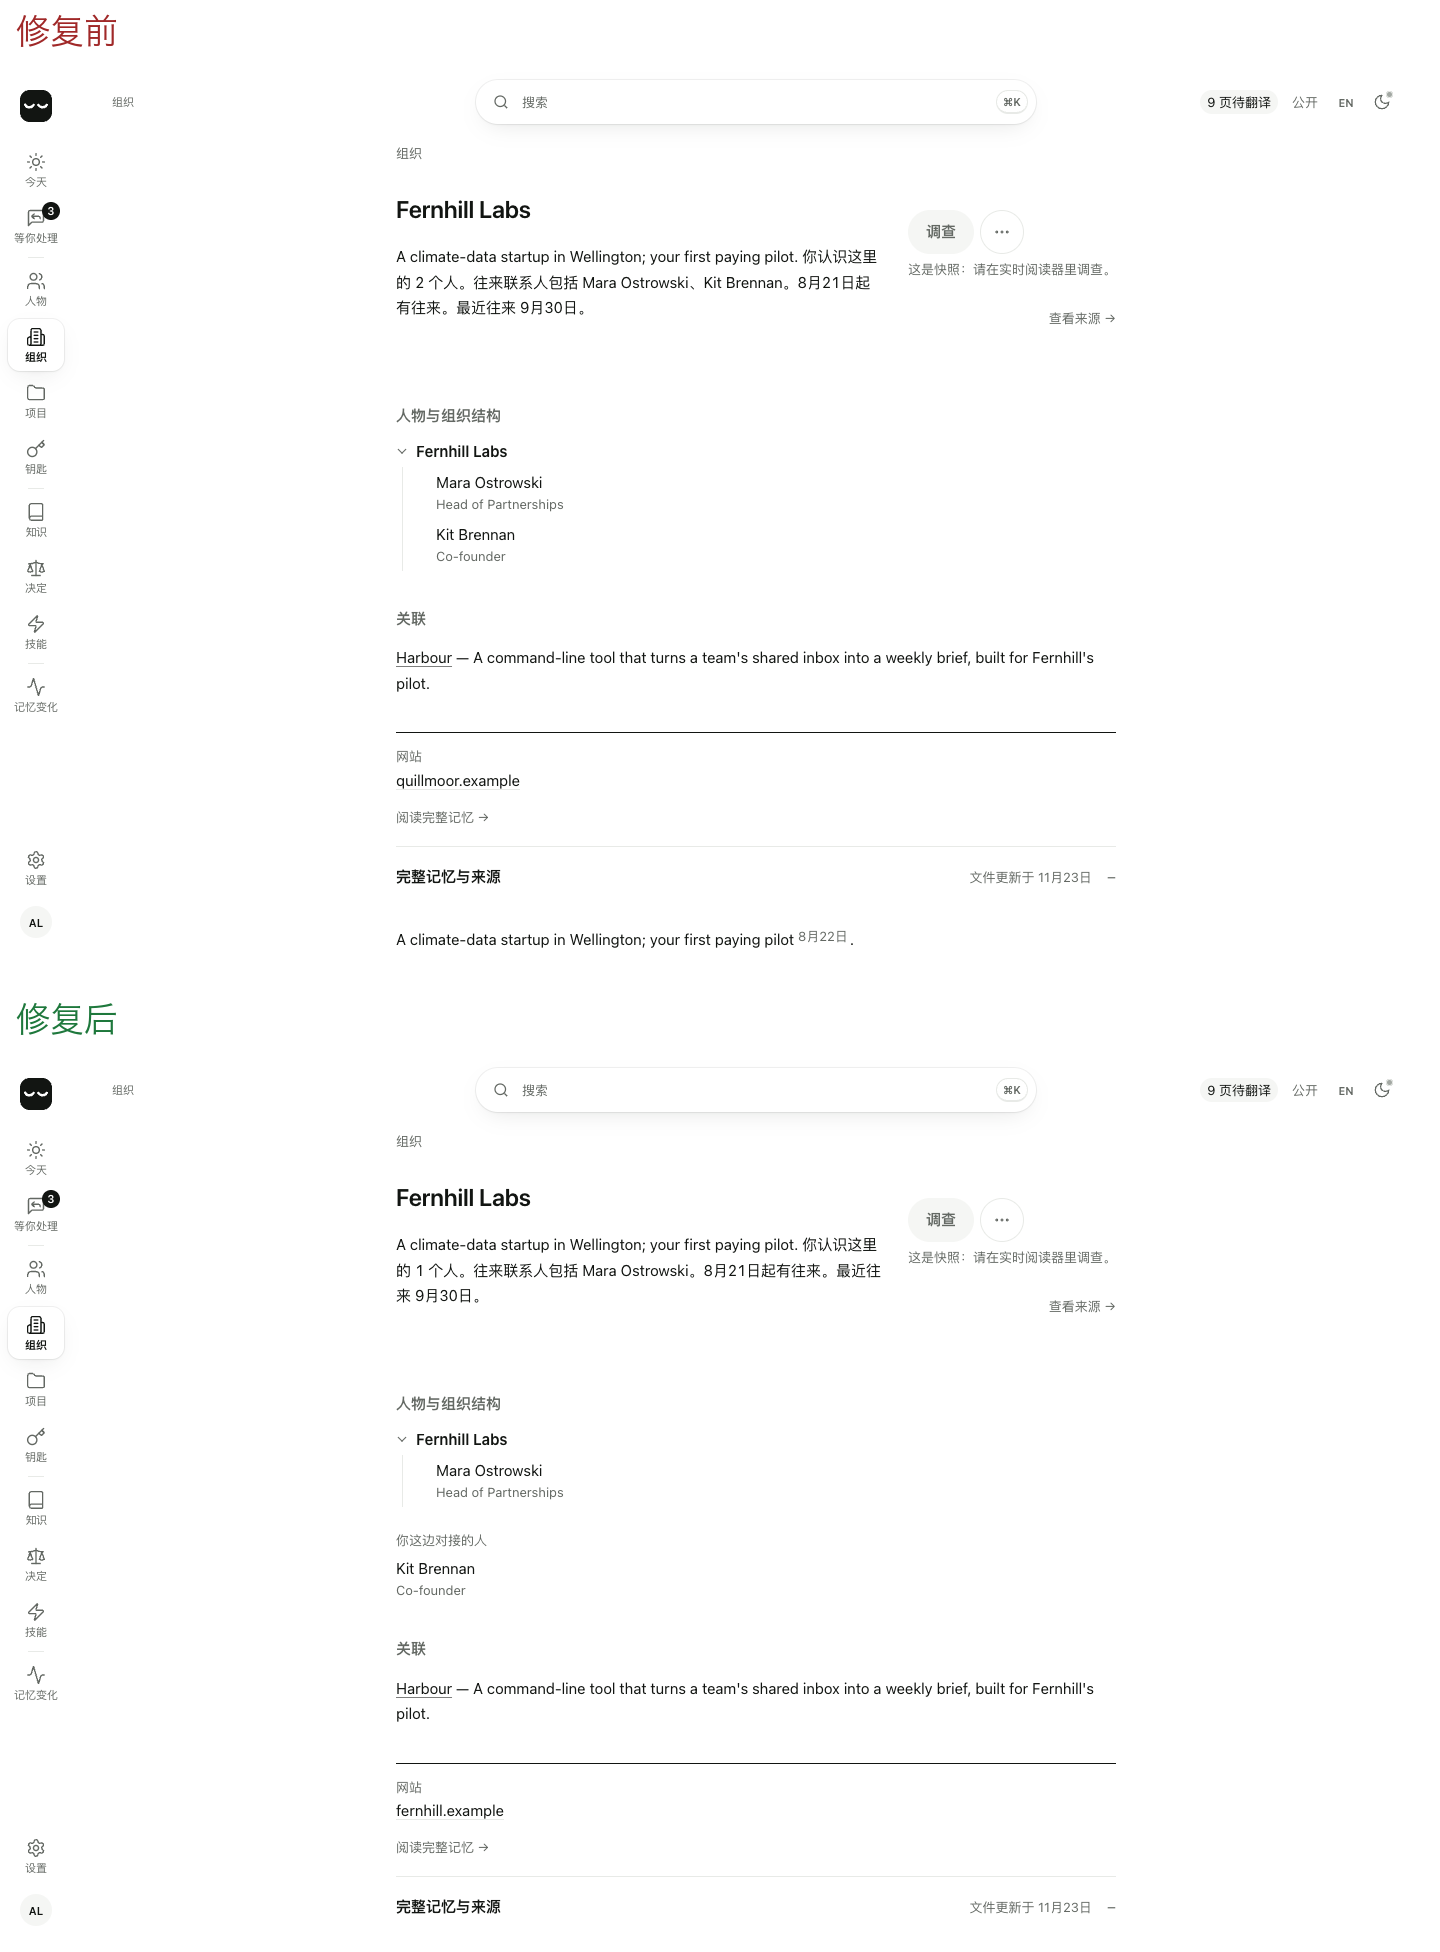 修复前
组织
搜索
⌘K
9 页待翻译
公开
EN
今天
3
等你处理
人物
组织
项目
钥匙
知识
决定
技能
记忆变化
设置
AL
组织
Fernhill Labs
A climate-data startup in Wellington; your first paying pilot. 你认识这里
的 2 个人。往来联系人包括 Mara Ostrowski、Kit Brennan。8月21日起
有往来。最近往来 9月30日。
调查
这是快照：请在实时阅读器里调查。
查看来源 →
人物与组织结构
Fernhill Labs
Mara Ostrowski
Head of Partnerships
Kit Brennan
Co-founder
关联
Harbour — A command-line tool that turns a team's shared inbox into a weekly brief, built for Fernhill's
pilot.
网站
quillmoor.example
阅读完整记忆 →
完整记忆与来源
文件更新于 11月23日 –
A climate-data startup in Wellington; your first paying pilot 8月22日 .
修复后
组织
搜索
⌘K
9 页待翻译
公开
EN
今天
3
等你处理
人物
组织
项目
钥匙
知识
决定
技能
记忆变化
设置
AL
组织
Fernhill Labs
A climate-data startup in Wellington; your first paying pilot. 你认识这里
的 1 个人。往来联系人包括 Mara Ostrowski。8月21日起有往来。最近往
来 9月30日。
调查
这是快照：请在实时阅读器里调查。
查看来源 →
人物与组织结构
Fernhill Labs
Mara Ostrowski
Head of Partnerships
你这边对接的人
Kit Brennan
Co-founder
关联
Harbour — A command-line tool that turns a team's shared inbox into a weekly brief, built for Fernhill's
pilot.
网站
fernhill.example
阅读完整记忆 →
完整记忆与来源
文件更新于 11月23日 –